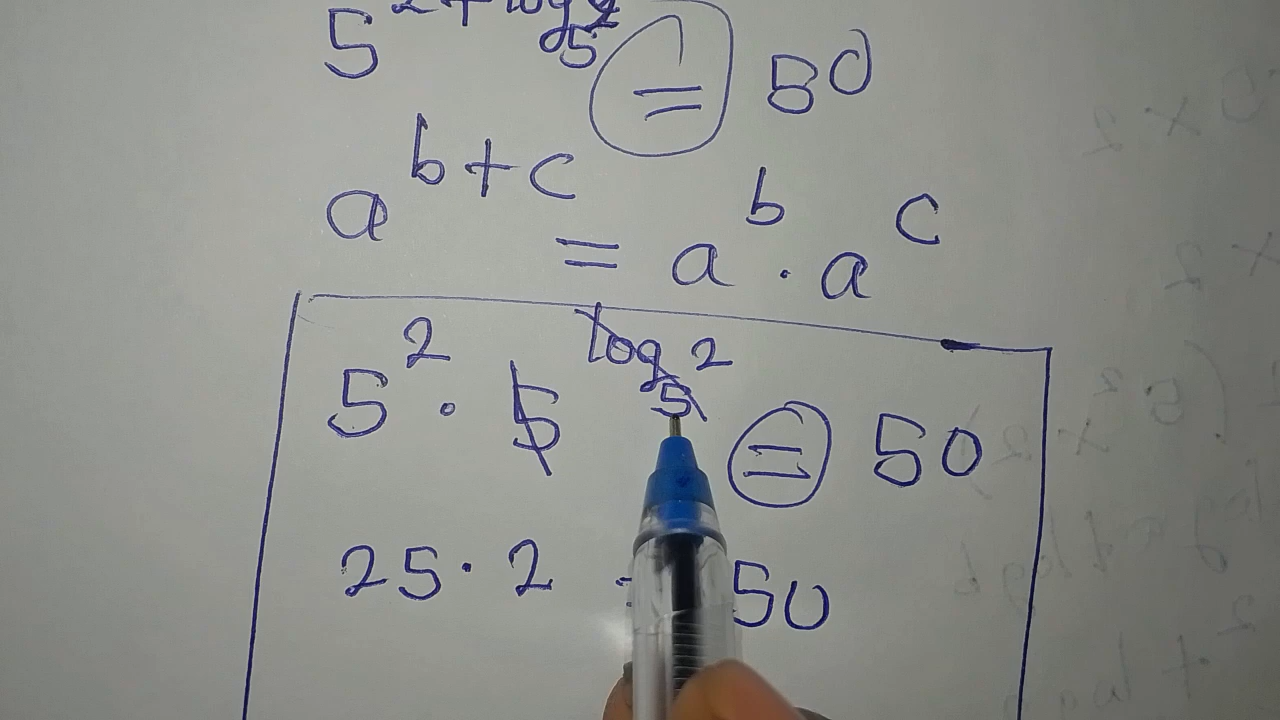 5^{2+log_5 2} = 50
a^{b+c} = a^b · a^c
5^2 · 5^{log_5 2} = 50
25 · 2 = 50